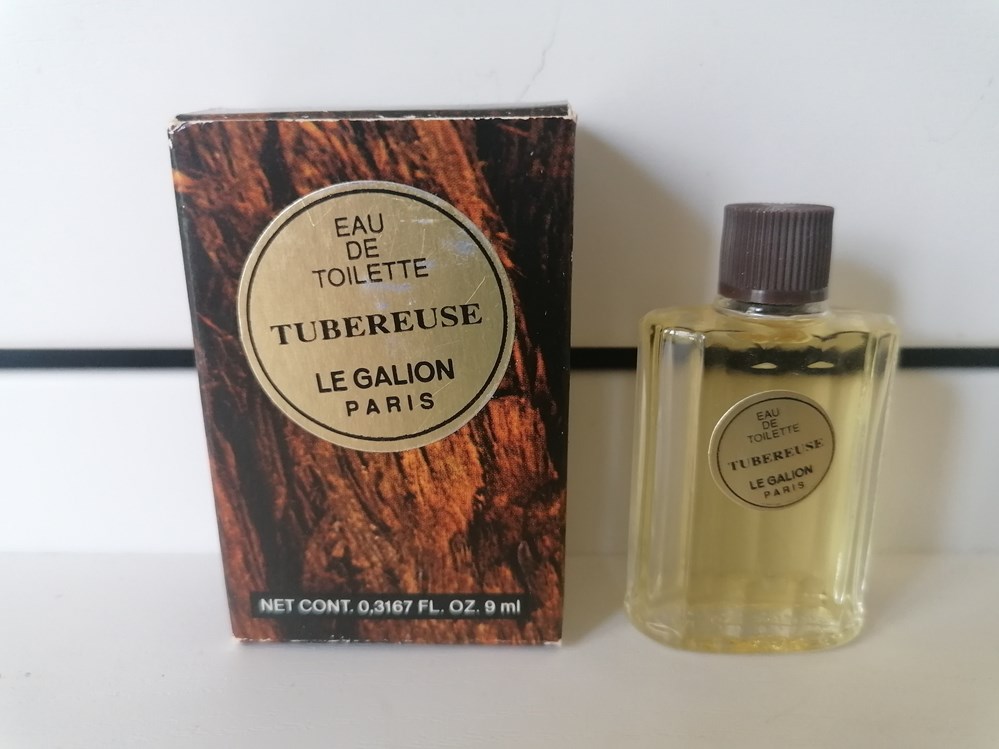 EAU
DE
TOILETTE
TUBEREUSE
LE GALION
PARIS
NET CONT. 0,3167 FL. OZ. 9 ml
EAU
DE
TOILETTE
TUBEREUSE
LE GALION
PARIS